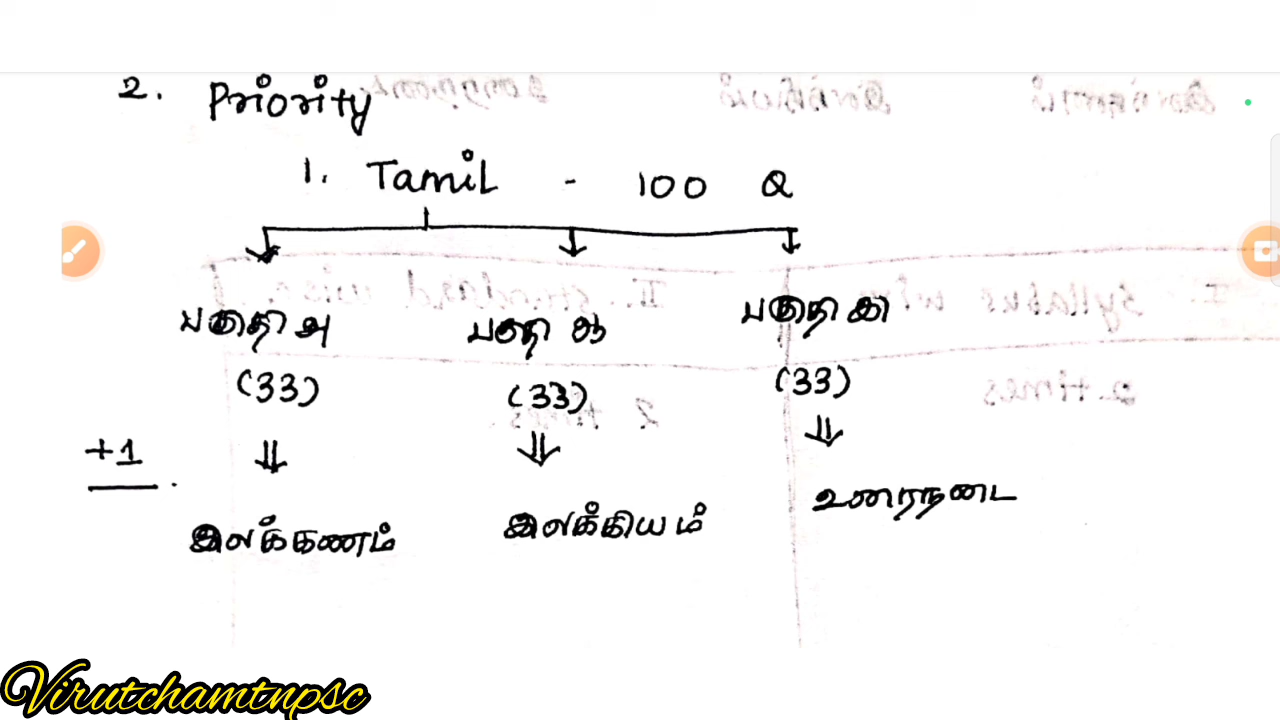 2. Priority
1. Tamil - 100 Q
பகுதி அ பகுதி ஆ பகுதி இ
(33) (33) (33)
+1
இலக்கணம் இலக்கியம் உரைநடை
Virutchamtnpsc